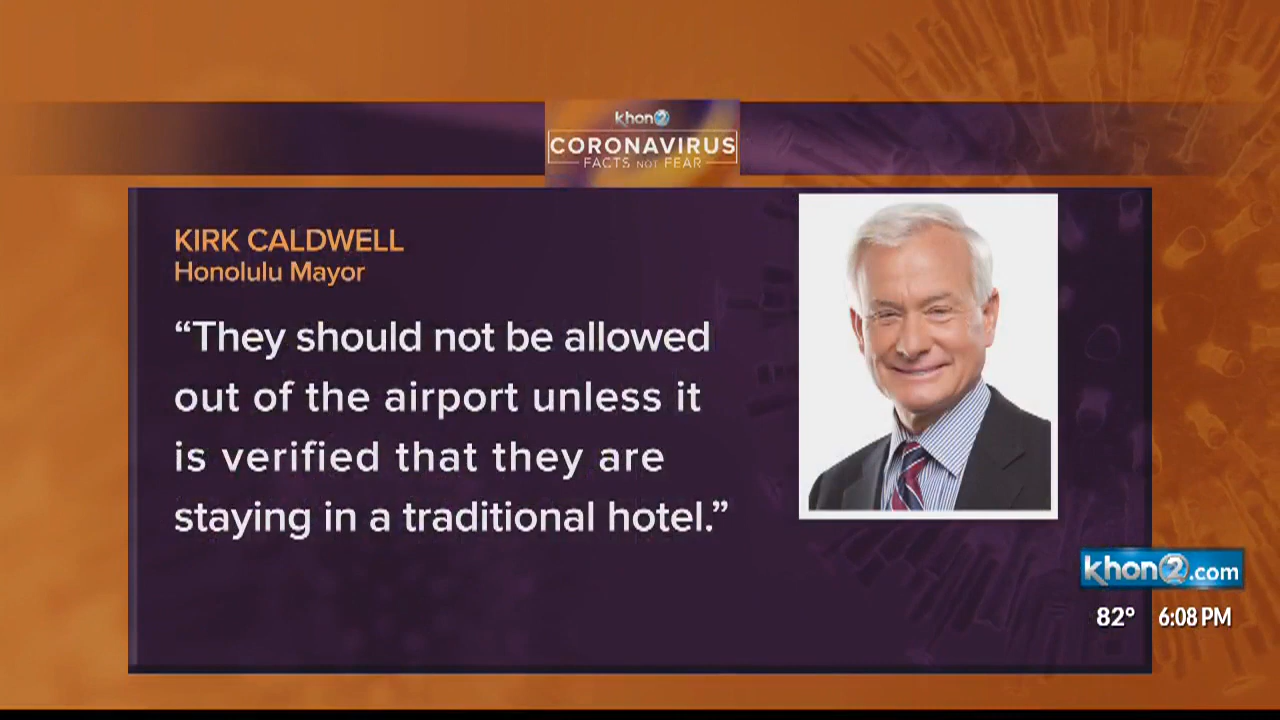 khon2
CORONAVIRUS
FACTS NOT FEAR
KIRK CALDWELL
Honolulu Mayor
“They should not be allowed
out of the airport unless it
is verified that they are
staying in a traditional hotel.”
khon2.com
82° 6:08 PM